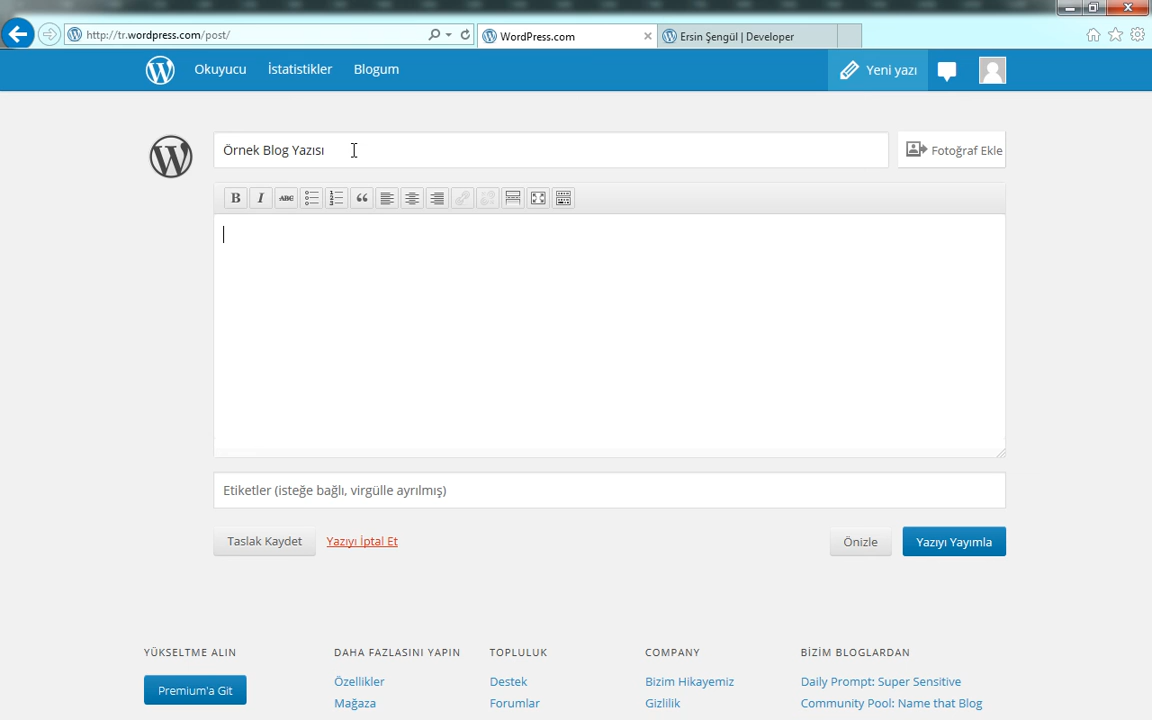 http://tr.wordpress.com/post/
WordPress.com
Ersin Şengül | Developer
Okuyucu
İstatistikler
Blogum
Yeni yazı
Örnek Blog Yazısı
Fotoğraf Ekle
B I ABC
Etiketler (isteğe bağlı, virgülle ayrılmış)
Taslak Kaydet
Yazıyı İptal Et
Önizle
Yazıyı Yayımla
YÜKSELTME ALIN
Premium'a Git
DAHA FAZLASINI YAPIN
Özellikler
Mağaza
TOPLULUK
Destek
Forumlar
COMPANY
Bizim Hikayemiz
Gizlilik
BİZİM BLOGLARDAN
Daily Prompt: Super Sensitive
Community Pool: Name that Blog